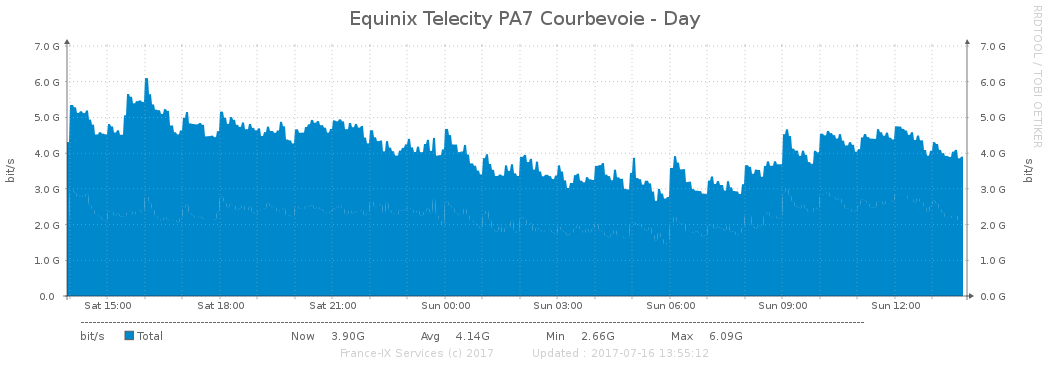 Equinix Telecity PA7 Courbevoie - Day
RRDTOOL / TOBI OETIKER
bit/s
7.0 G
6.0 G
5.0 G
4.0 G
3.0 G
2.0 G
1.0 G
0.0
7.0 G
6.0 G
5.0 G
4.0 G
3.0 G
2.0 G
1.0 G
0.0 G
bit/s
Sat 15:00 Sat 18:00 Sat 21:00 Sun 00:00 Sun 03:00 Sun 06:00 Sun 09:00 Sun 12:00
bit/s Total Now 3.90G Avg 4.14G Min 2.66G Max 6.09G
France-IX Services (c) 2017 Updated : 2017-07-16 13:55:12